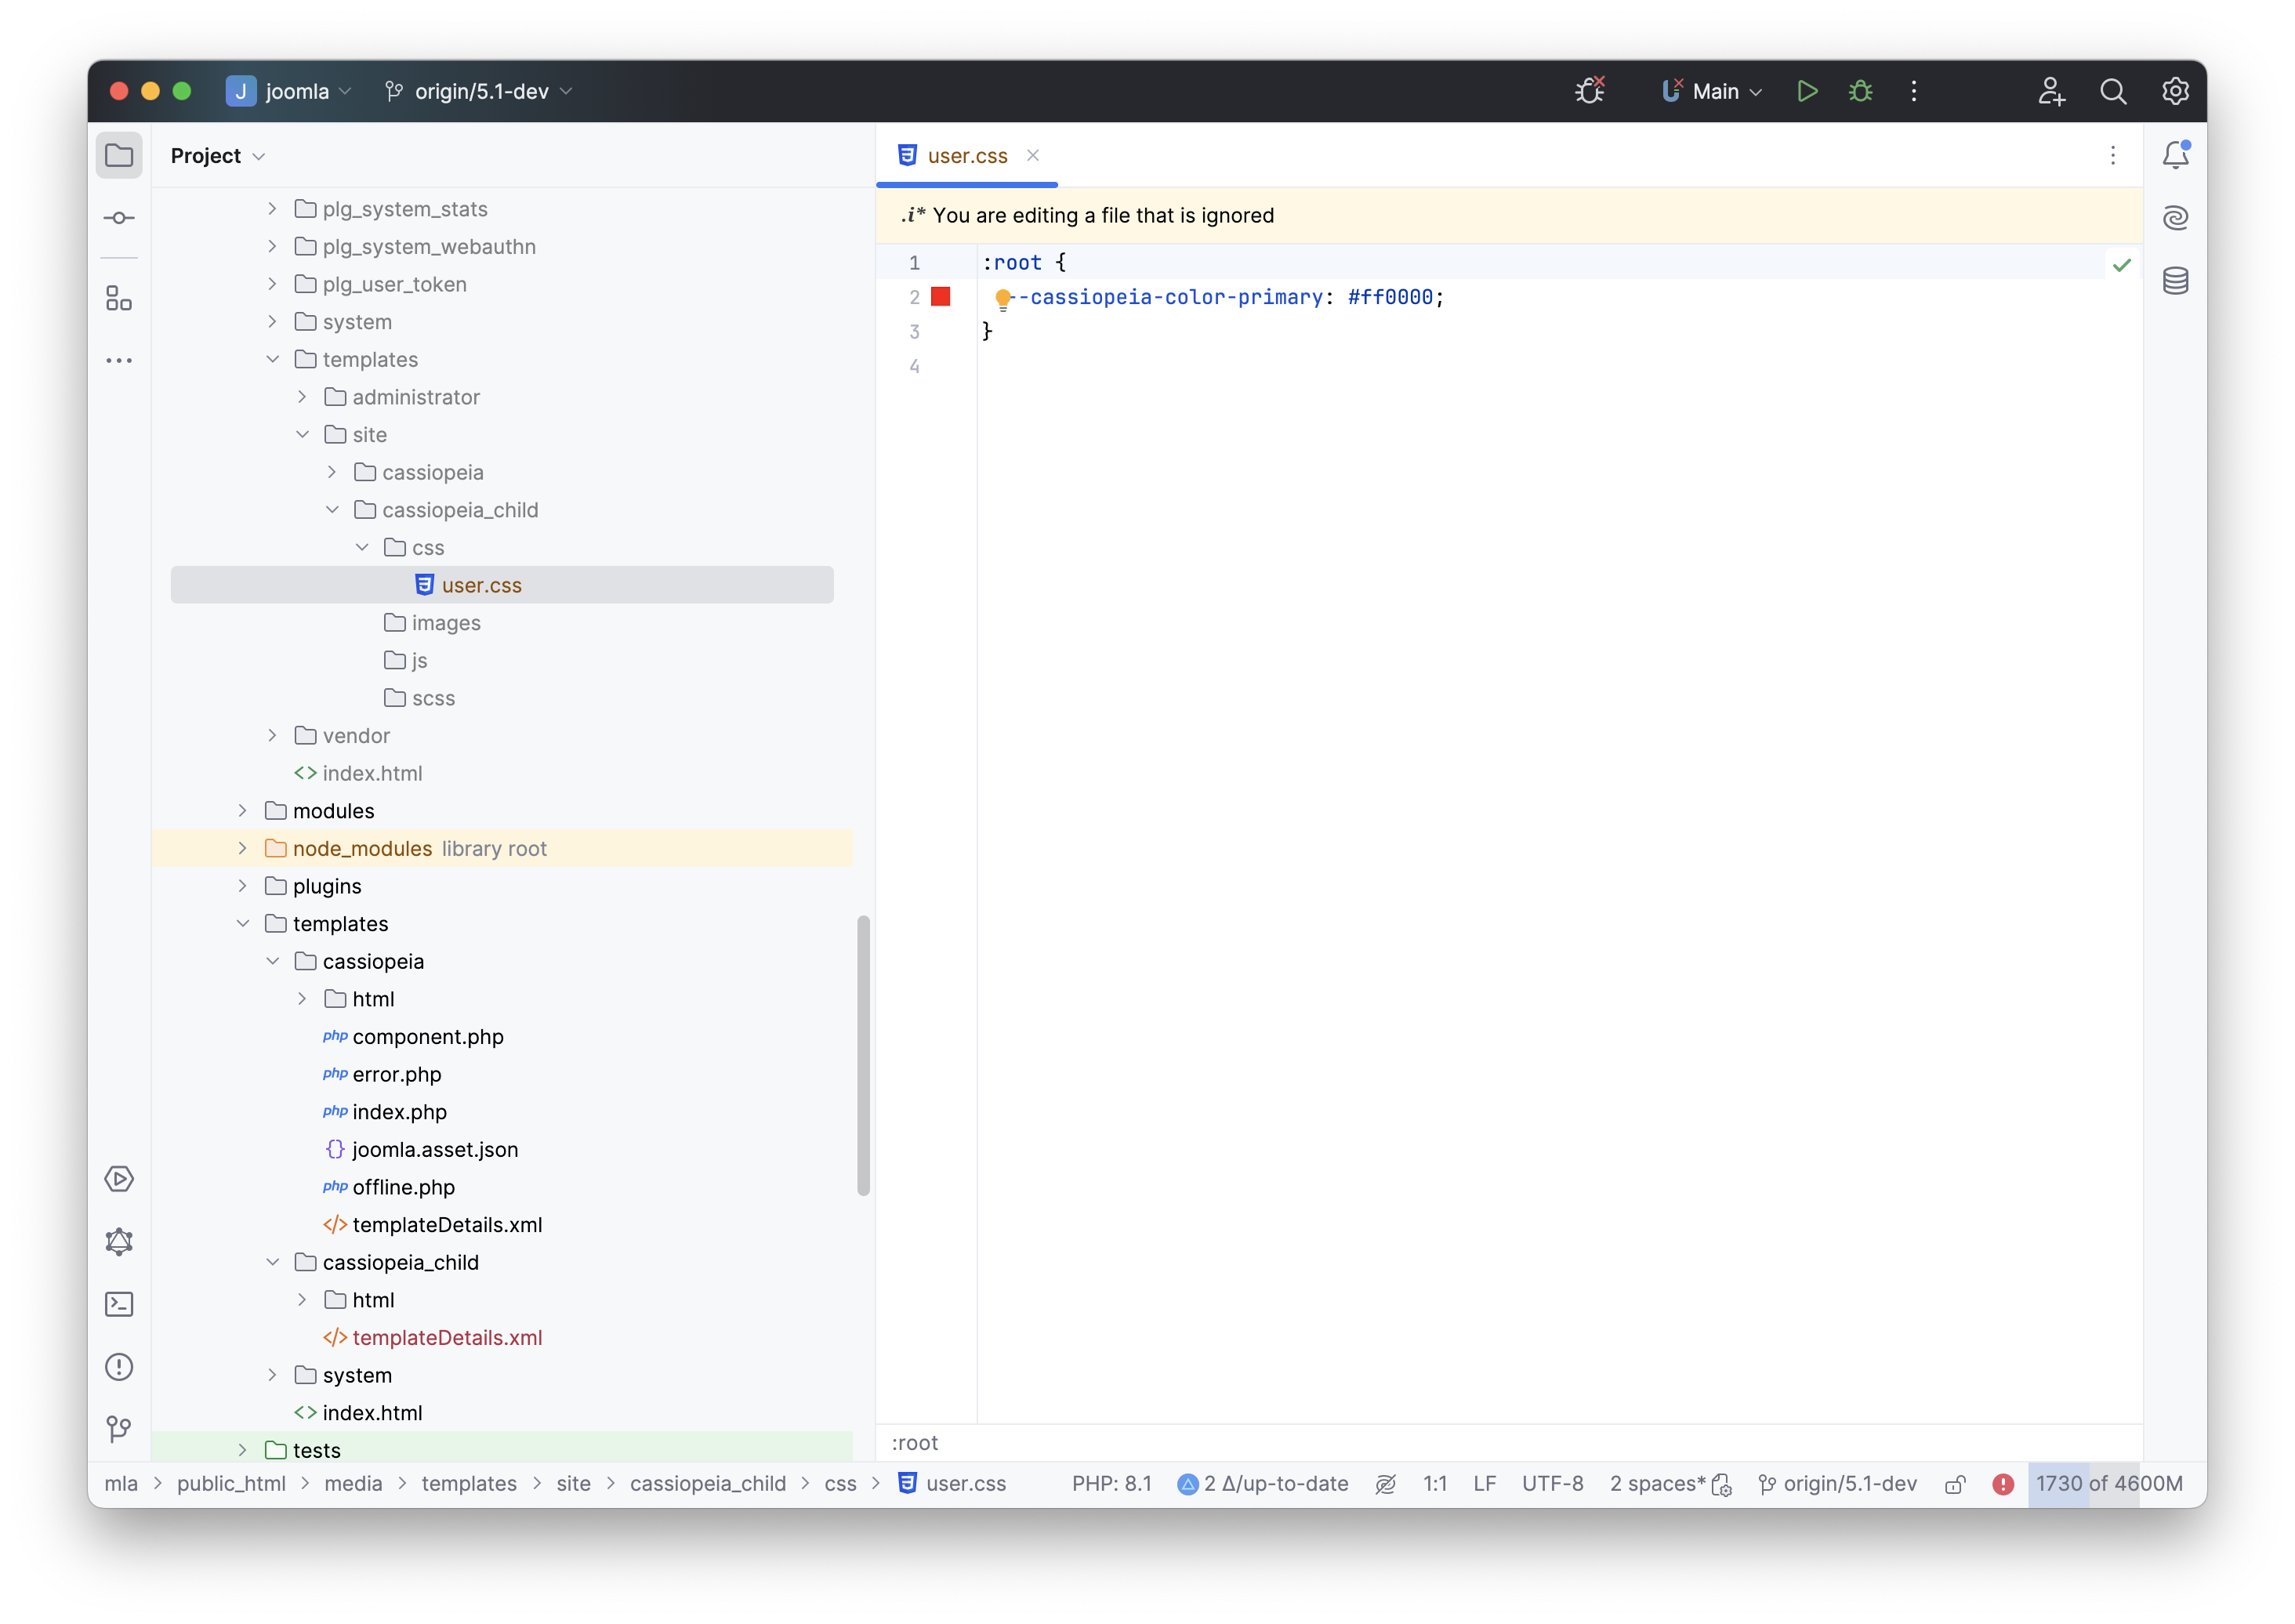 J joomla origin/5.1-dev Main
Project
plg_system_stats
plg_system_webauthn
plg_user_token
system
templates
administrator
site
cassiopeia
cassiopeia_child
css
user.css
images
js
scss
vendor
index.html
modules
node_modules library root
plugins
templates
cassiopeia
html
php component.php
php error.php
php index.php
{} joomla.asset.json
php offline.php
</> templateDetails.xml
cassiopeia_child
html
</> templateDetails.xml
system
<> index.html
tests
user.css
.i* You are editing a file that is ignored
1 :root {
2 --cassiopeia-color-primary: #ff0000;
3 }
4
:root
mla > public_html > media > templates > site > cassiopeia_child > css > user.css PHP: 8.1 2 Δ/up-to-date 1:1 LF UTF-8 2 spaces* origin/5.1-dev 1730 of 4600M